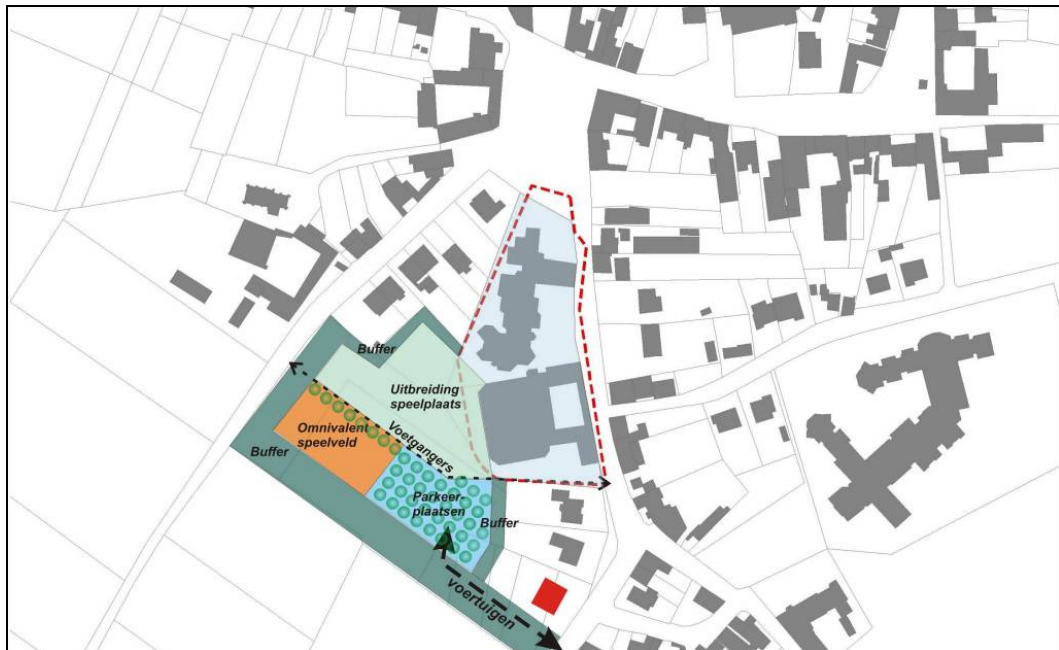 Buffer
Uitbreiding
speelplaats
Omnivalent
speelveld
Voetgangers
Buffer
Parkeer-
plaatsen
Buffer
voertuigen